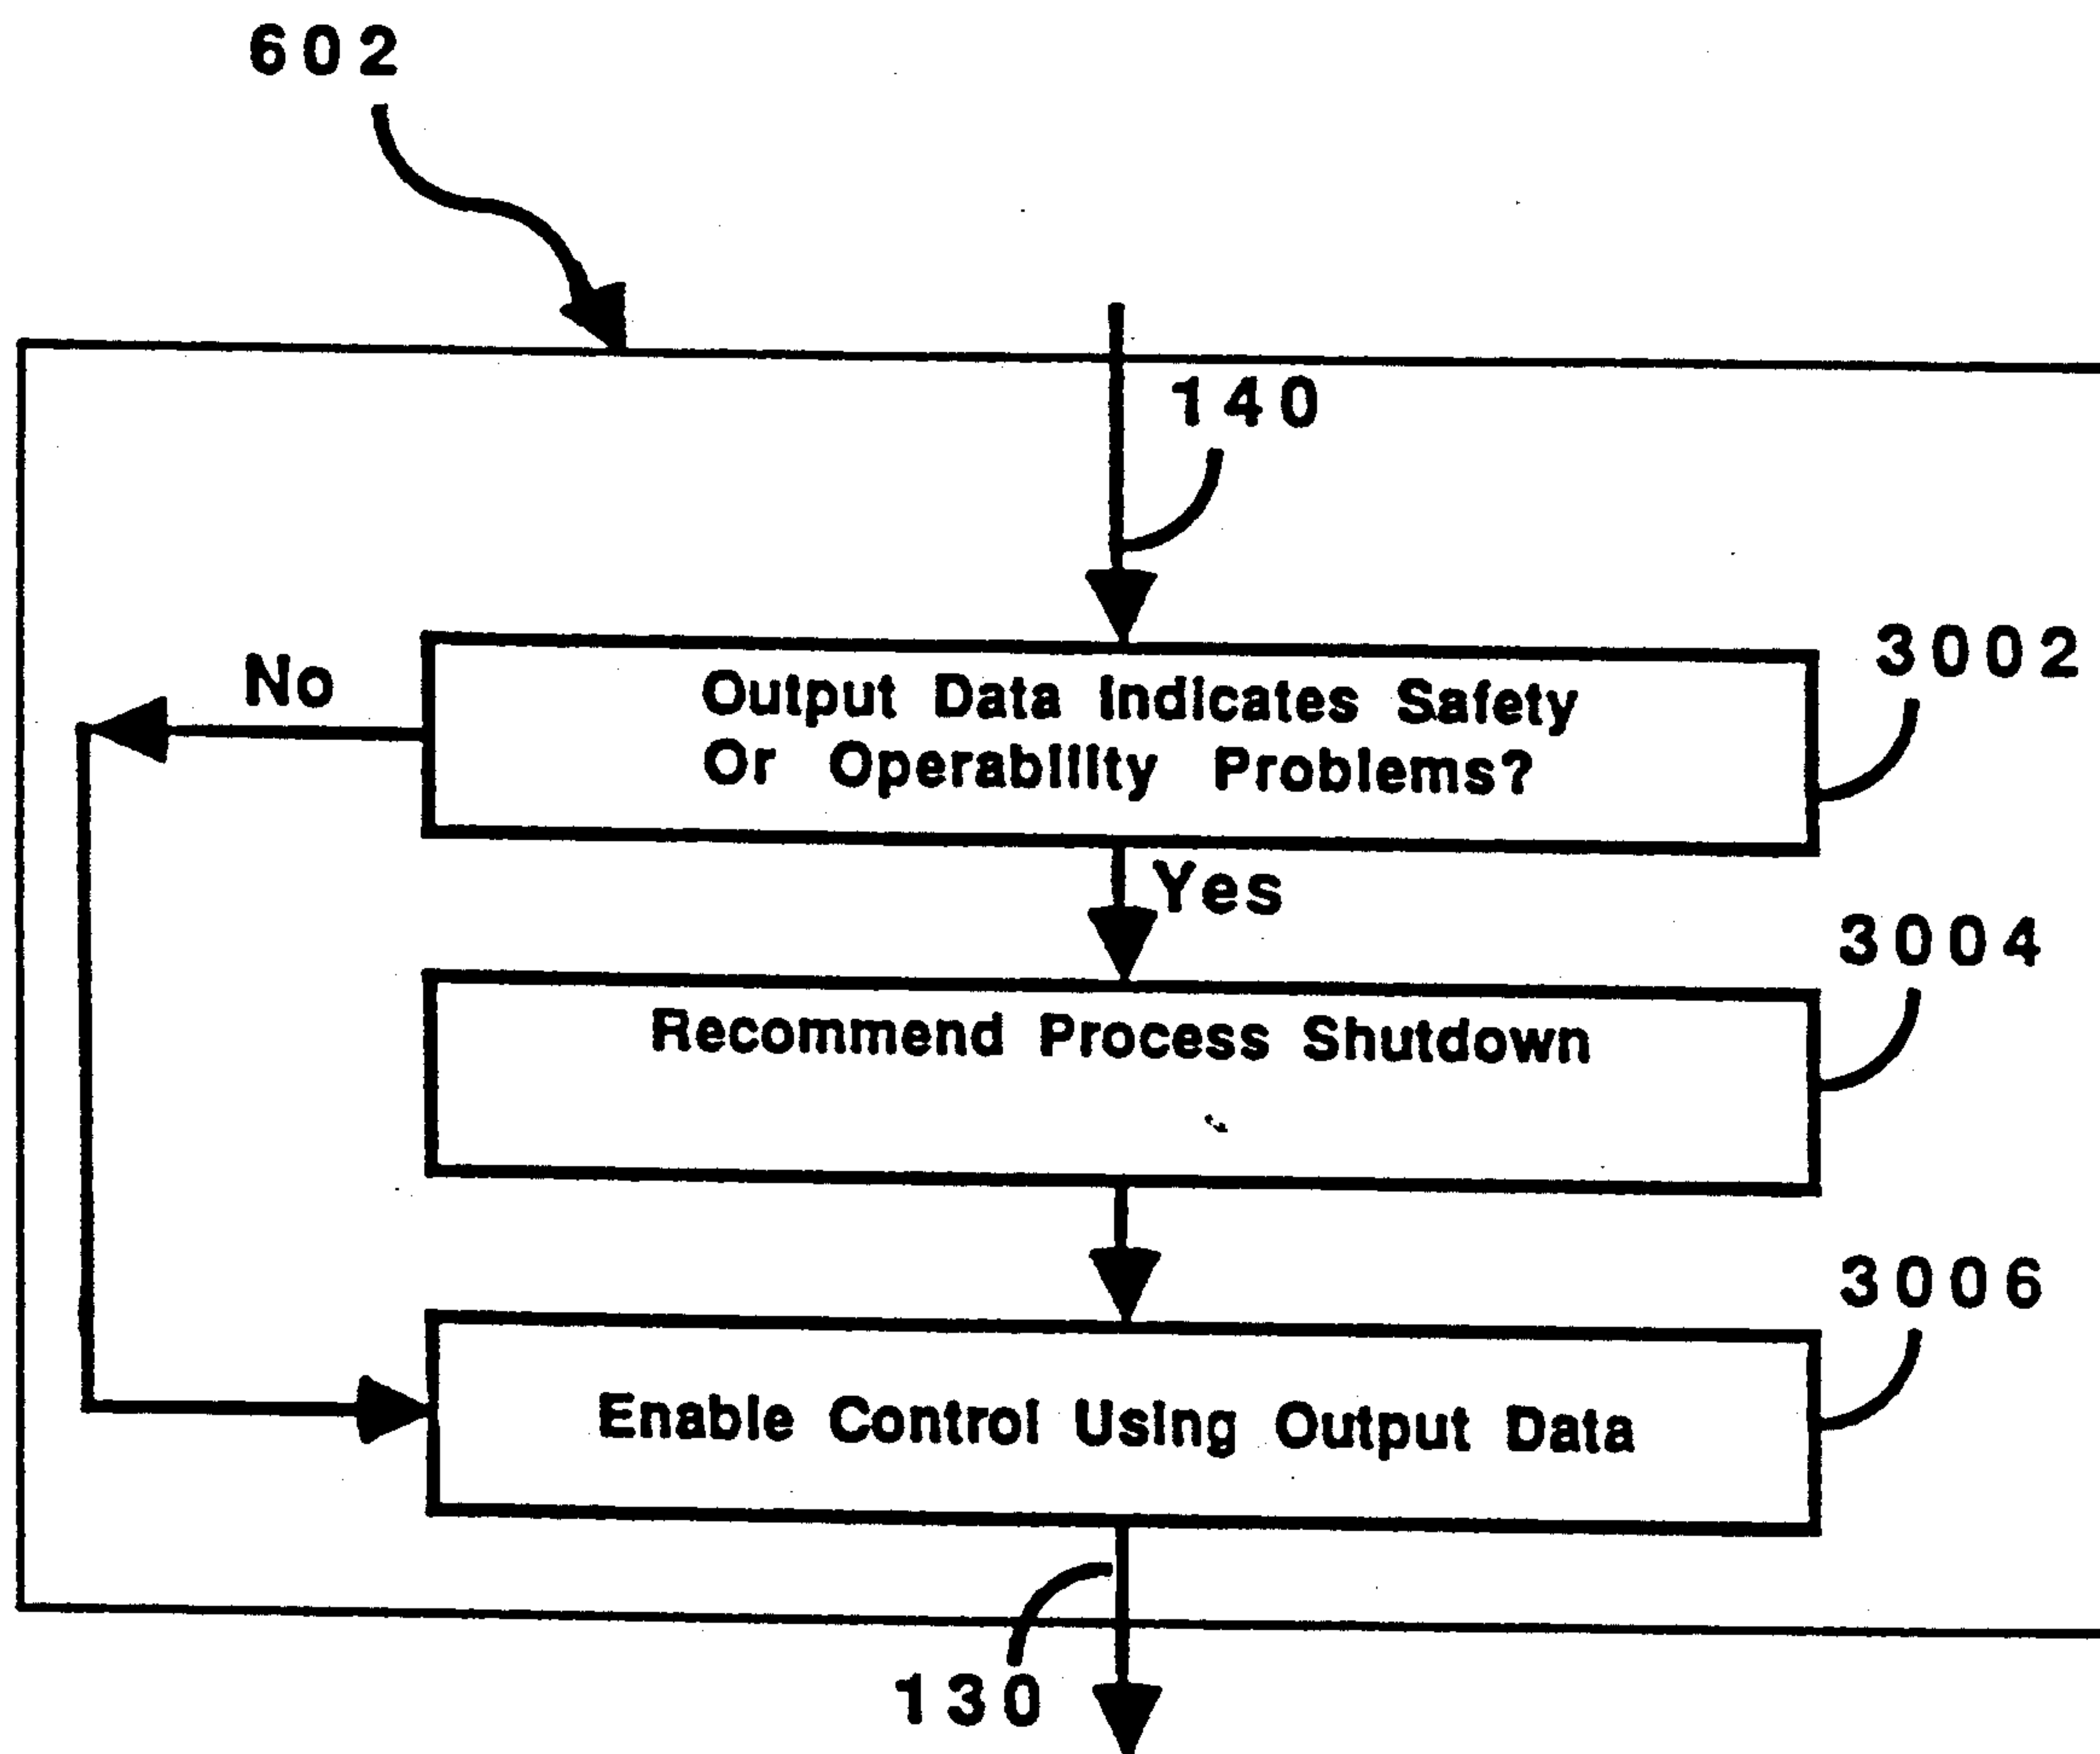 602
140
3002
No
Output Data Indicates Safety
Or Operability Problems?
Yes
3004
Recommend Process Shutdown
3006
Enable Control Using Output Data
130